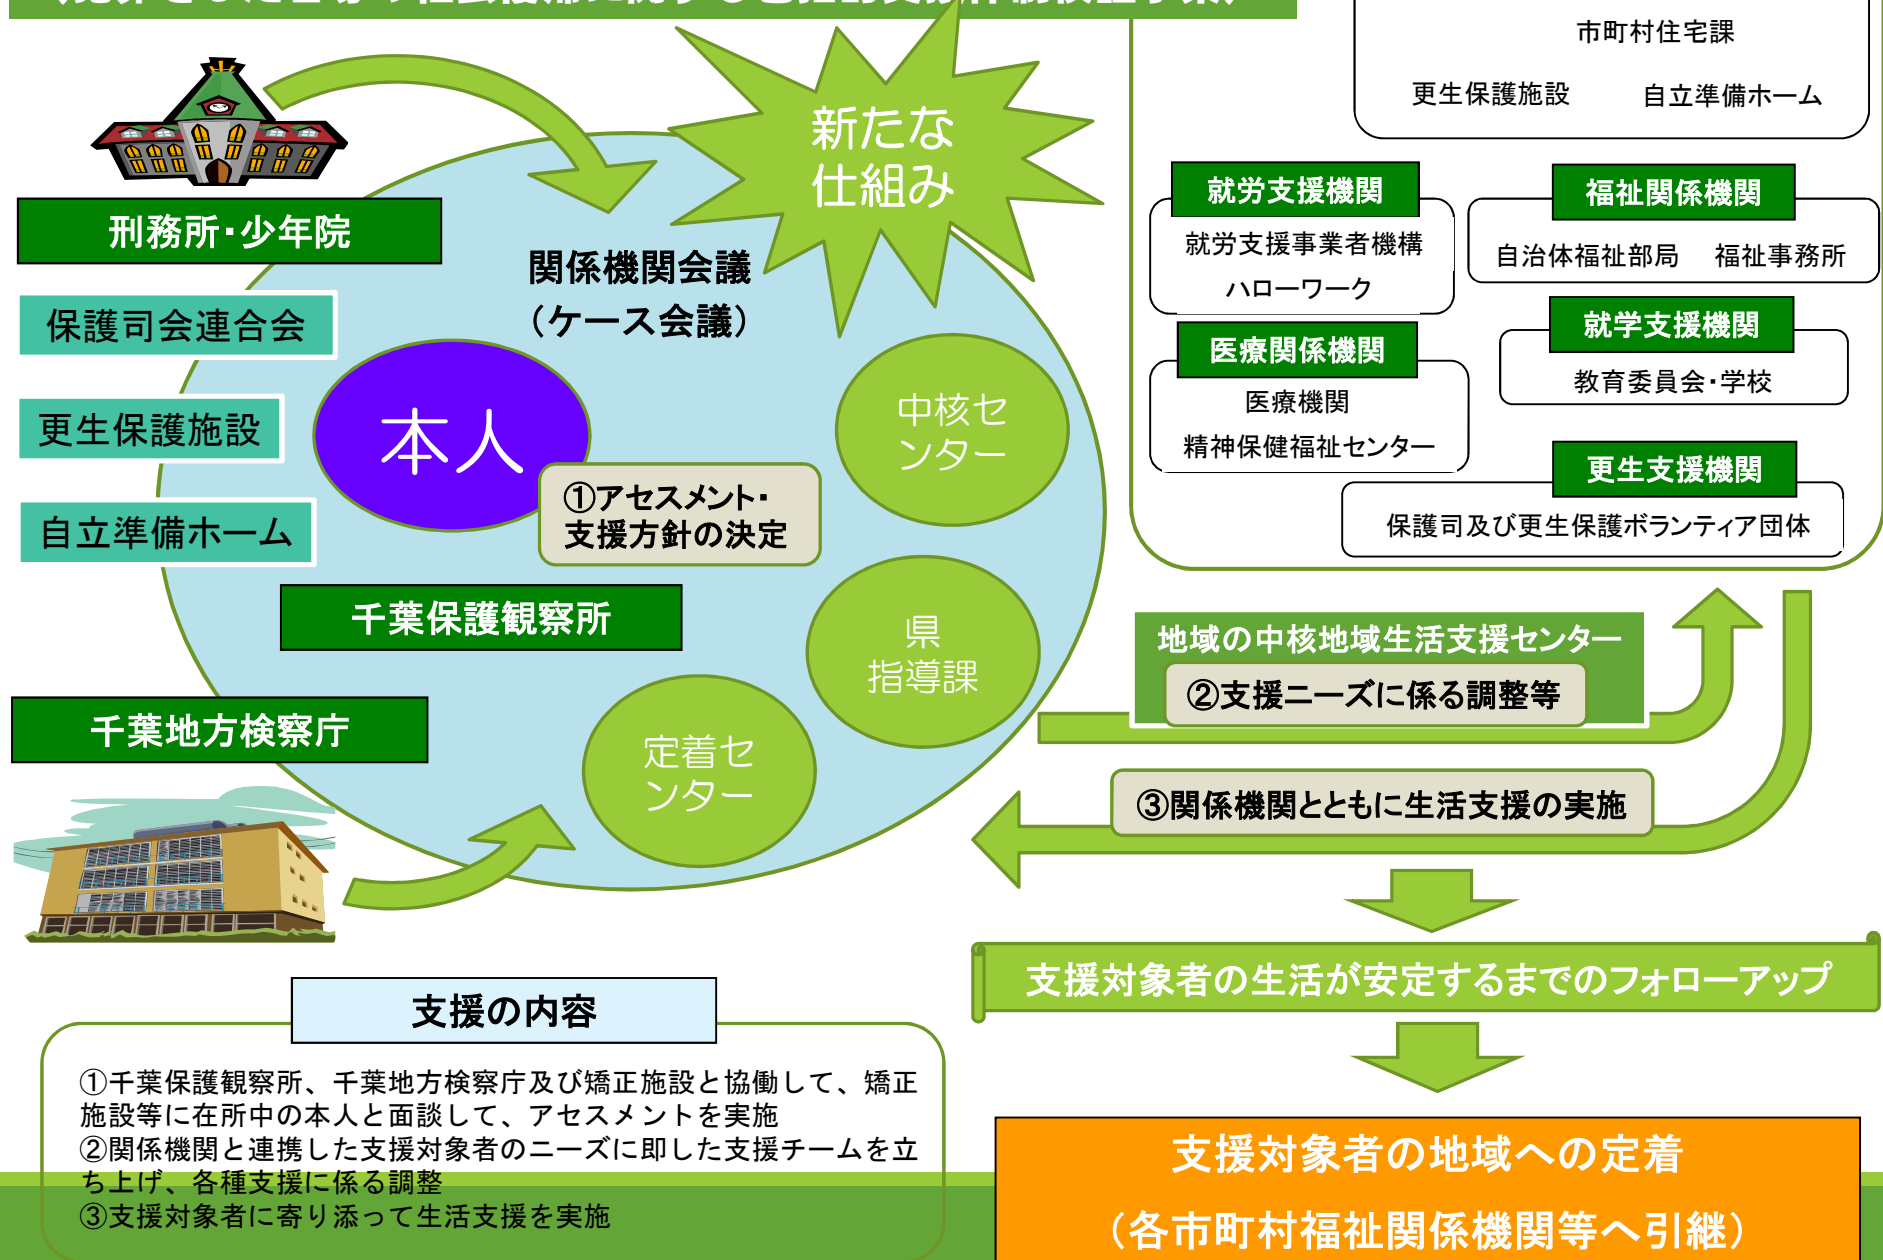 市町村住宅課
更生保護施設 自立準備ホーム
新たな
仕組み
刑務所・少年院
関係機関会議
（ケース会議）
保護司会連合会
更生保護施設
自立準備ホーム
本人
①アセスメント・
支援方針の決定
中核セ
ンター
千葉保護観察所
県
指導課
千葉地方検察庁
定着セ
ンター
就労支援機関
就労支援事業者機構
ハローワーク
福祉関係機関
自治体福祉部局 福祉事務所
医療関係機関
医療機関
精神保健福祉センター
就学支援機関
教育委員会・学校
更生支援機関
保護司及び更生保護ボランティア団体
地域の中核地域生活支援センター
②支援ニーズに係る調整等
③関係機関とともに生活支援の実施
支援対象者の生活が安定するまでのフォローアップ
支援の内容
①千葉保護観察所、千葉地方検察庁及び矯正施設と協働して、矯正
施設等に在所中の本人と面談して、アセスメントを実施
②関係機関と連携した支援対象者のニーズに即した支援チームを立
ち上げ、各種支援に係る調整
③支援対象者に寄り添って生活支援を実施
支援対象者の地域への定着
（各市町村福祉関係機関等へ引継）